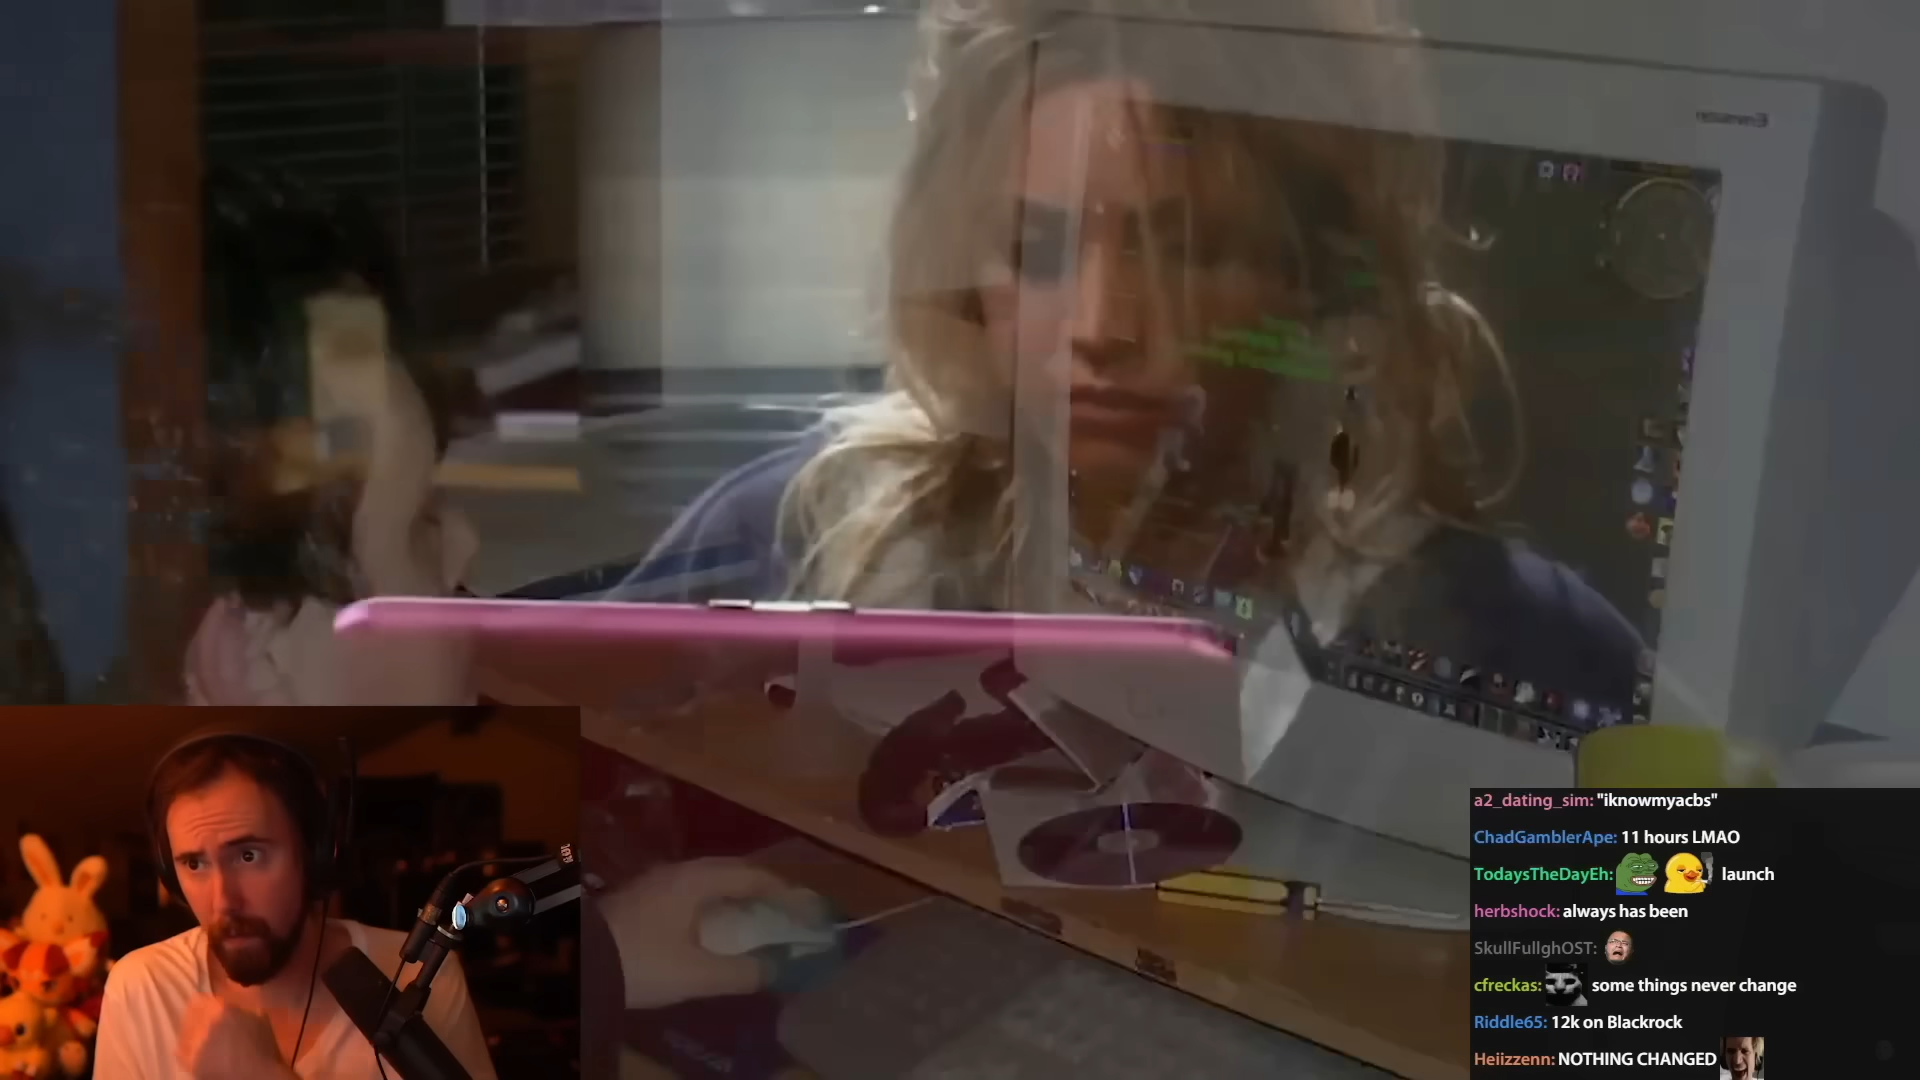 a2_dating_sim: "iknowmyacbs"
ChadGamblerApe: 11 hours LMAO
TodaysTheDayEh: launch
herbshock: always has been
SkullFullghOST:
cfreckas: some things never change
Riddle65: 12k on Blackrock
Heiizzenn: NOTHING CHANGED